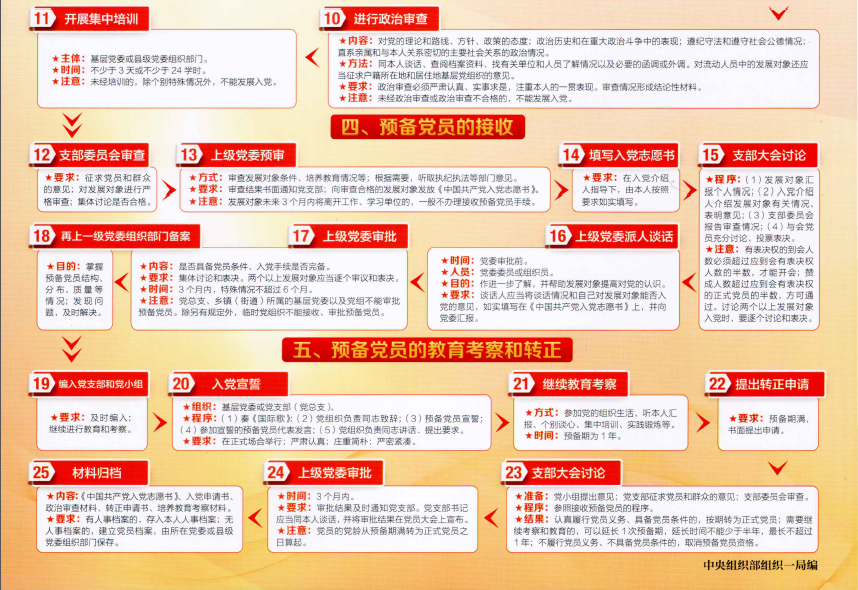 10 进行政治审查
★内容：对党的理论和路线、方针、政策的态度；政治历史和在重大政治斗争中的表现；遵纪守法和遵守社会公德情况；
直系亲属和与本人关系密切的主要社会关系的政治情况。
★方法：同本人谈话、查阅档案资料、找有关单位和人员了解情况以及必要的函调或外调。对流动人员中的发展对象还应
当征求户籍所在地和居住地基层党组织的意见。
★要求：政治审查必须严肃认真、实事求是，注重本人的一贯表现。审查情况形成结论性材料。
★注意：未经政治审查或政治审查不合格的，不能发展入党。
11 开展集中培训
★主体：基层党委或县级党委组织部门。
★时间：不少于3天或不少于24学时。
★注意：未经培训的，除个别特殊情况外，不能发展入党。
四、预备党员的接收
12 支部委员会审查
★要求：征求党员和群众
的意见；对发展对象进行严
格审查；集体讨论是否合格。
13 上级党委预审
★方式：审查发展对象条件、培养教育情况等；根据需要，听取执纪执法等部门意见。
★要求：审查结果书面通知党支部；向审查合格的发展对象发放《中国共产党入党志愿书》。
★注意：发展对象未来3个月内将离开工作、学习单位的，一般不办理接收预备党员手续。
14 填写入党志愿书
★要求：在入党介绍
人指导下，由本人按照
要求如实填写。
15 支部大会讨论
★程序：（1）发展对象汇
报个人情况；（2）入党介绍
人介绍发展对象有关情况、
表明意见；（3）支部委员会
报告审查情况；（4）与会党
员充分讨论、投票表决。
★注意：有表决权的到会人
数必须超过应到会有表决权
人数的半数，才能开会；赞
成人数超过应到会有表决权
的正式党员的半数，方可通
过。讨论两个以上发展对象
入党时，要逐个讨论和表决。
16 上级党委派人谈话
★时间：党委审批前。
★人员：党委委员或组织员。
★目的：作进一步了解，并帮助发展对象提高对党的认识。
★要求：谈话人应当将谈话情况和自己对发展对象能否入
党的意见，如实填写在《中国共产党入党志愿书》上，并向
党委汇报。
17 上级党委审批
★内容：是否具备党员条件、入党手续是否完备。
★要求：集体讨论和表决。两个以上发展对象应当逐个审议和表决。
★时间：3个月内，特殊情况不超过6个月。
★注意：党总支、乡镇（街道）所属的基层党委以及党组不能审批
预备党员。除另有规定外，临时党组织不能接收、审批预备党员。
18 再上一级党委组织部门备案
★目的：掌握
预备党员结构、
分布、质量等
情况；发现问
题，及时解决。
五、预备党员的教育考察和转正
19 编入党支部和党小组
★要求：及时编入；
继续进行教育和考察。
20 入党宣誓
★组织：基层党委或党支部（党总支）。
★程序：（1）奏《国际歌》；（2）党组织负责同志致辞；（3）预备党员宣誓；
（4）参加宣誓的预备党员代表发言；（5）党组织负责同志讲话、提出要求。
★要求：在正式场合举行；严肃认真；庄重简朴；严密紧凑。
21 继续教育考察
★方式：参加党的组织生活、听本人汇
报、个别谈心、集中培训、实践锻炼等。
★时间：预备期为1年。
22 提出转正申请
★要求：预备期满，
书面提出申请。
23 支部大会讨论
★准备：党小组提出意见；党支部征求党员和群众的意见；支部委员会审查。
★程序：参照接收预备党员的程序。
★结果：认真履行党员义务、具备党员条件的，按期转为正式党员；需要继
续考察和教育的，可以延长1次预备期，延长时间不能少于半年，最长不超过
1年；不履行党员义务、不具备党员条件的，取消预备党员资格。
24 上级党委审批
★时间：3个月内。
★要求：审批结果及时通知党支部。党支部书记
应当同本人谈话，并将审批结果在党员大会上宣布。
★注意：党员的党龄从预备期满转为正式党员之
日算起。
25 材料归档
★内容：《中国共产党入党志愿书》、入党申请书、
政治审查材料、转正申请书、培养教育考察材料。
★要求：有人事档案的，存入本人人事档案；无
人事档案的，建立党员档案，由所在党委或县级
党委组织部门保存。
中央组织部组织一局编